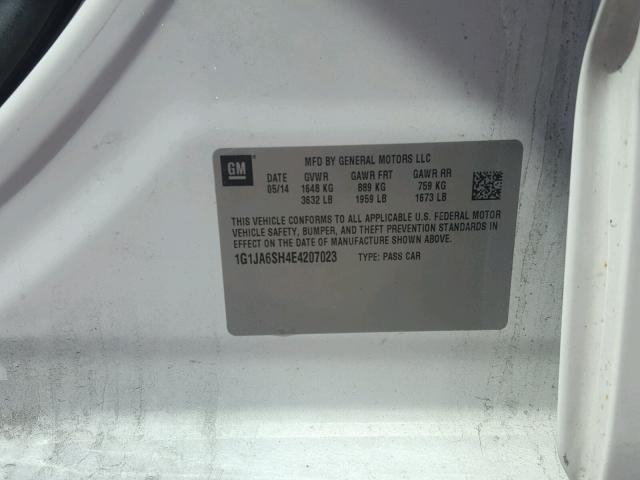 GM
MFD BY GENERAL MOTORS LLC
DATE GVWR GAWR FRT GAWR RR
05/14 1648 KG 889 KG 759 KG
3632 LB 1959 LB 1673 LB
THIS VEHICLE CONFORMS TO ALL APPLICABLE U.S. FEDERAL MOTOR
VEHICLE SAFETY, BUMPER, AND THEFT PREVENTION STANDARDS IN
EFFECT ON THE DATE OF MANUFACTURE SHOWN ABOVE.
1G1JA6SH4E4207023 TYPE: PASS CAR